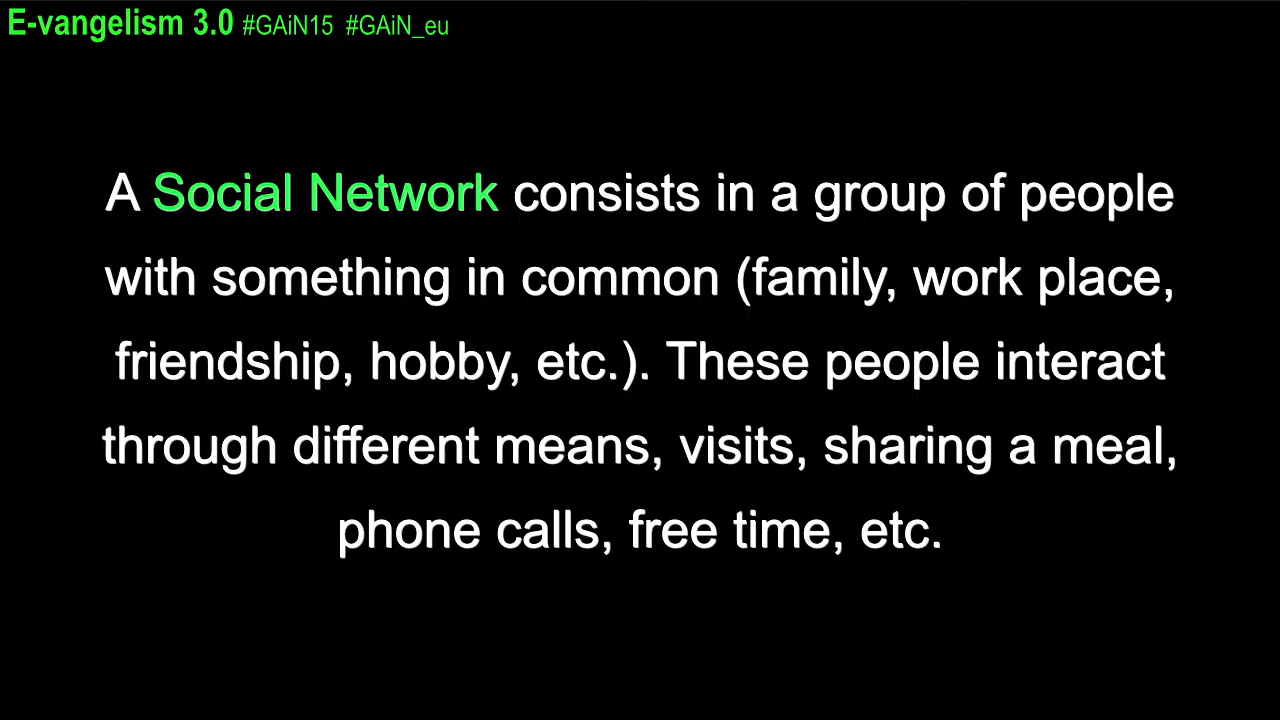 E-vangelism 3.0 #GAiN15 #GAiN_eu
A Social Network consists in a group of people
with something in common (family, work place,
friendship, hobby, etc.). These people interact
through different means, visits, sharing a meal,
phone calls, free time, etc.